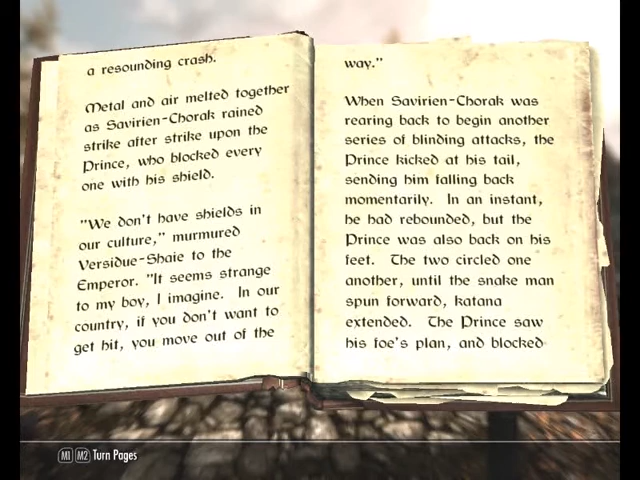 a resounding crash.
Metal and air melted together
as Savirien-Chorak rained
strike after strike upon the
Prince, who blocked every
one with his shield.
"We don't have shields in
our culture," murmured
Versidue-Shaie to the
Emperor. "It seems strange
to my boy, I imagine. In our
country, if you don't want to
get hit, you move out of the
way."
When Savirien-Chorak was
rearing back to begin another
series of blinding attacks, the
Prince kicked at his tail,
sending him falling back
momentarily. In an instant,
he had rebounded, but the
Prince was also back on his
feet. The two circled one
another, until the snake man
spun forward, katana
extended. The Prince saw
his foe's plan, and blocked
M1 M2 Turn Pages